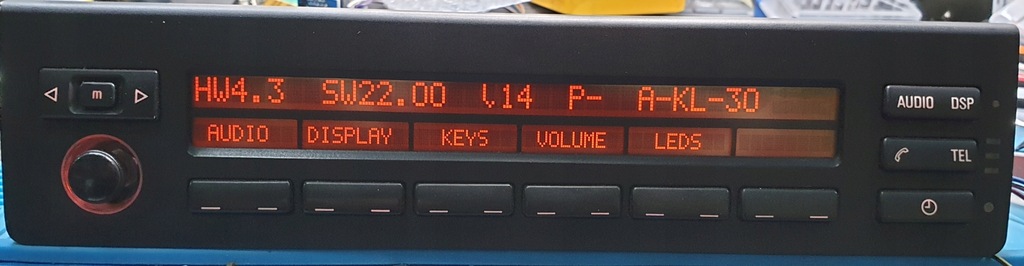 HW4.3 SW22.00 V14 P- A-KL-30
AUDIO DISPLAY KEYS VOLUME LEDS
m
AUDIO DSP
TEL